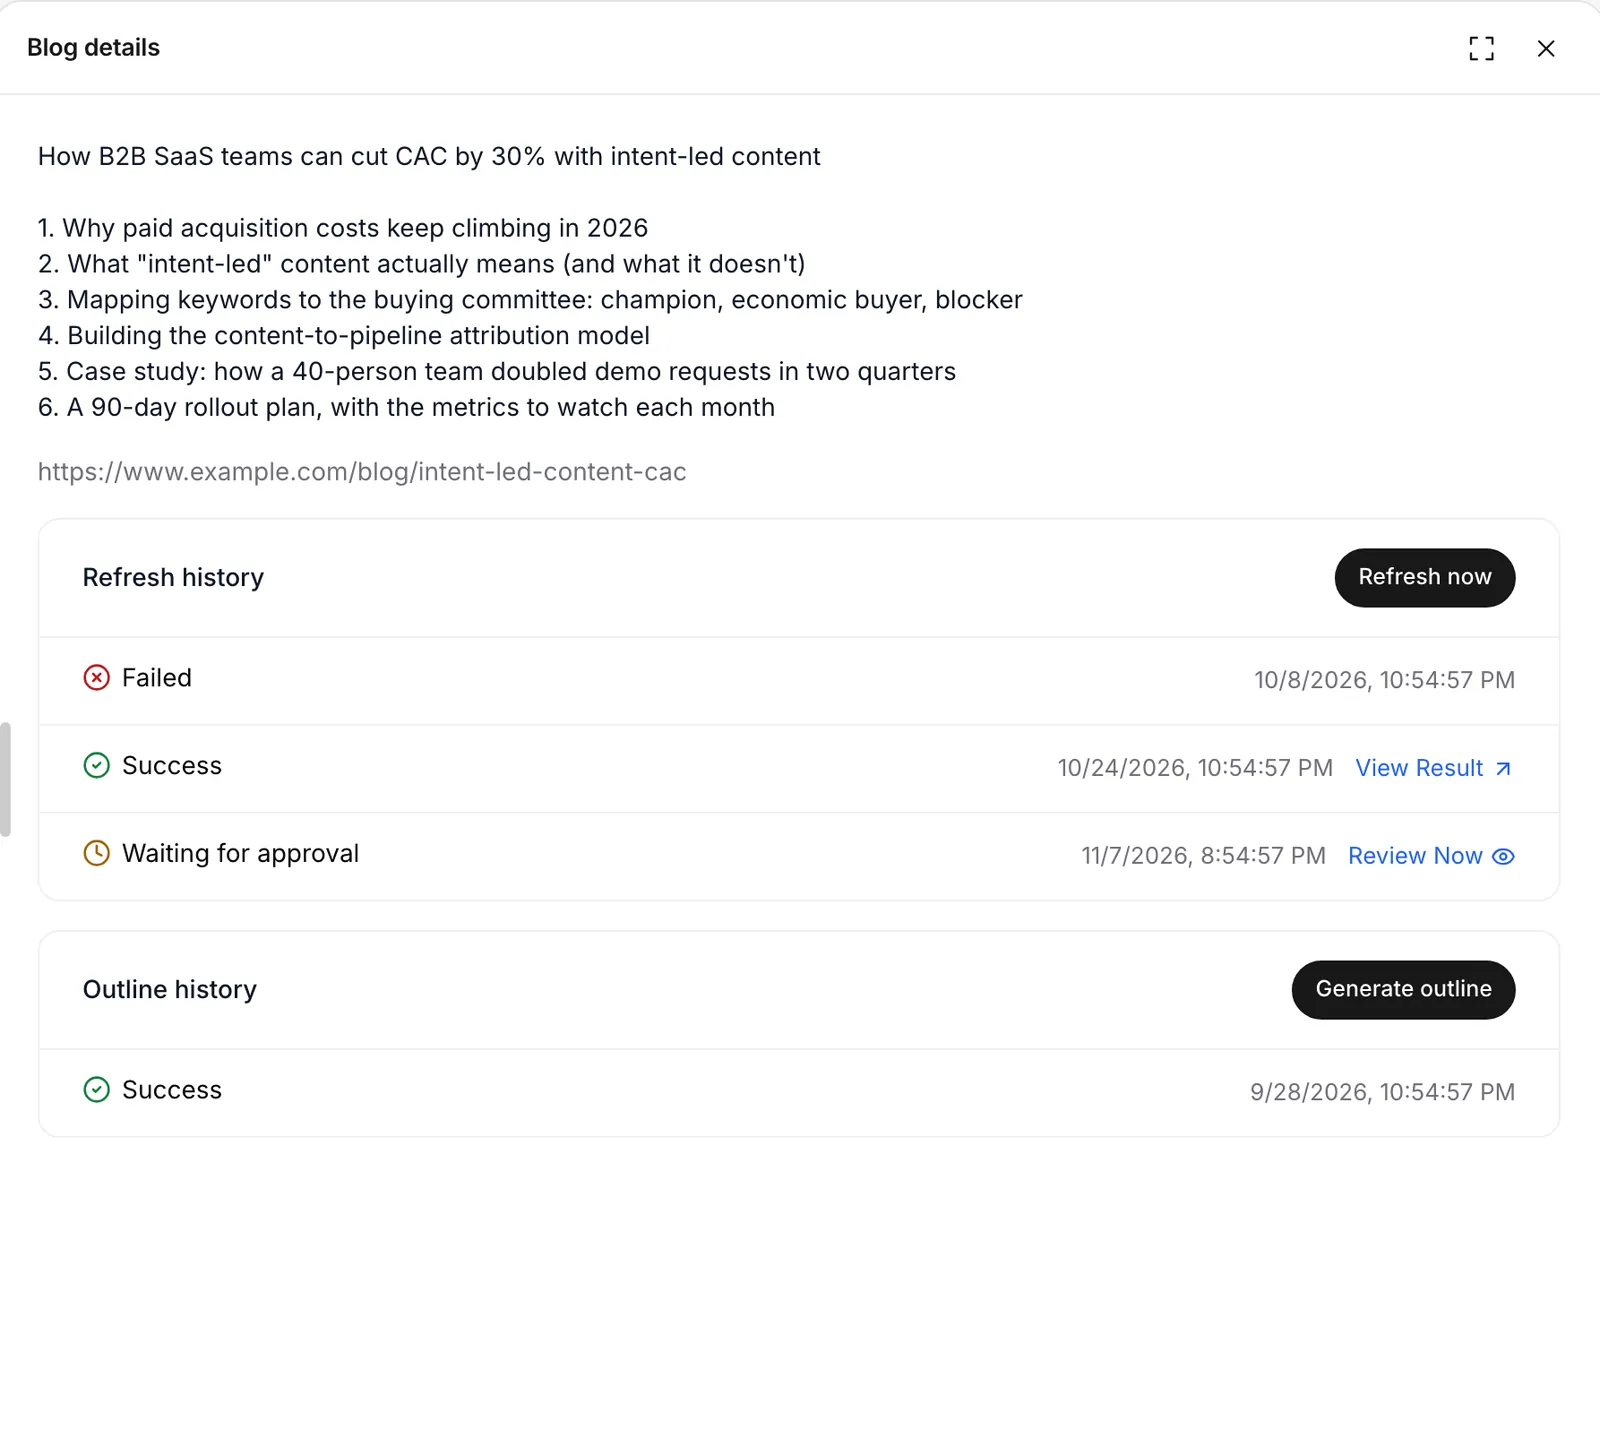 Blog details
How B2B SaaS teams can cut CAC by 30% with intent-led content
1. Why paid acquisition costs keep climbing in 2026
2. What "intent-led" content actually means (and what it doesn't)
3. Mapping keywords to the buying committee: champion, economic buyer, blocker
4. Building the content-to-pipeline attribution model
5. Case study: how a 40-person team doubled demo requests in two quarters
6. A 90-day rollout plan, with the metrics to watch each month
https://www.example.com/blog/intent-led-content-cac
Refresh history Refresh now
Failed 10/8/2026, 10:54:57 PM
Success 10/24/2026, 10:54:57 PM View Result
Waiting for approval 11/7/2026, 8:54:57 PM Review Now
Outline history Generate outline
Success 9/28/2026, 10:54:57 PM